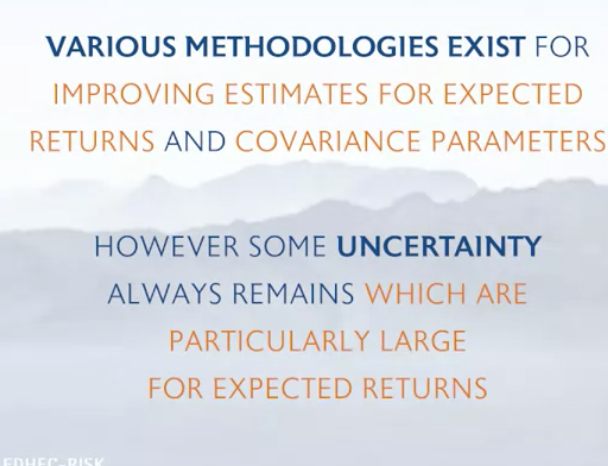 VARIOUS METHODOLOGIES EXIST FOR
IMPROVING ESTIMATES FOR EXPECTED
RETURNS AND COVARIANCE PARAMETERS
HOWEVER SOME UNCERTAINTY
ALWAYS REMAINS WHICH ARE
PARTICULARLY LARGE
FOR EXPECTED RETURNS
EDHEC-RISK